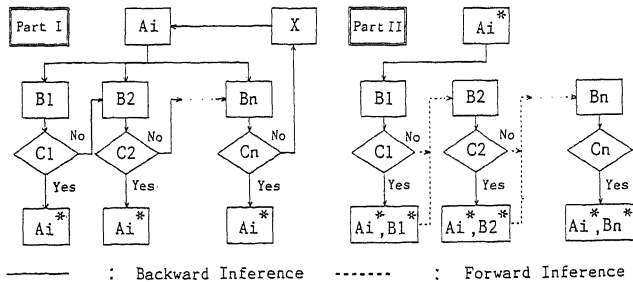 Part I Ai X Part II Ai*
B1 B2 Bn B1 B2 Bn
No No No No
C1 C2 Cn C1 C2 Cn
Yes Yes Yes Yes Yes Yes
Ai* Ai* Ai* Ai*,B1* Ai*,B2* Ai*,Bn*
: Backward Inference : Forward Inference